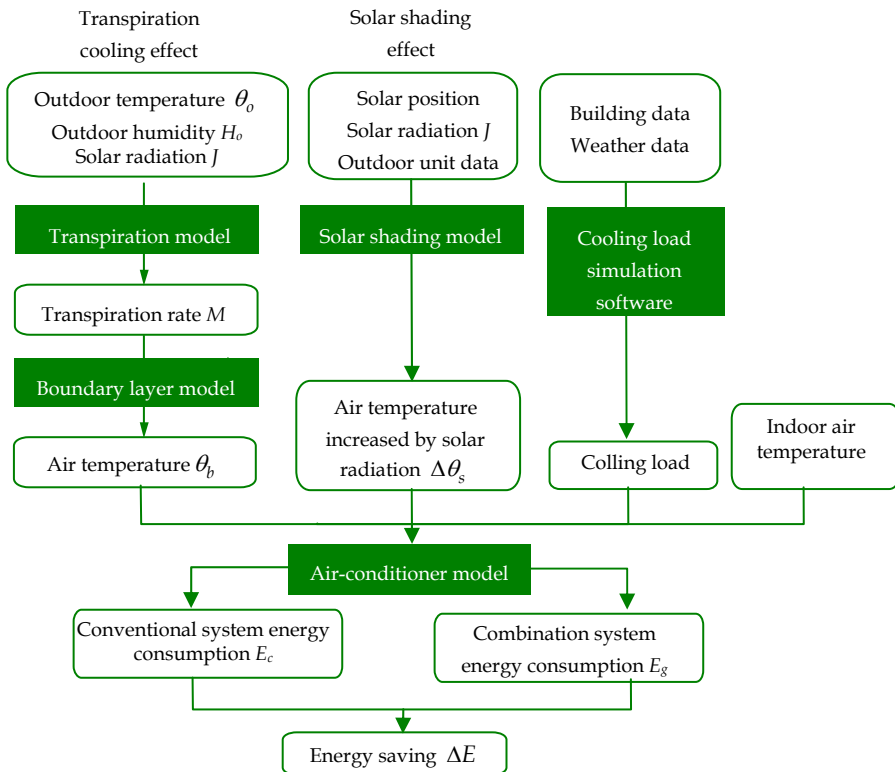 Transpiration
cooling effect
Solar shading
effect
Outdoor temperature θₒ
Outdoor humidity Hₒ
Solar radiation J
Solar position
Solar radiation J
Outdoor unit data
Building data
Weather data
Transpiration model
Solar shading model
Cooling load
simulation
software
Transpiration rate M
Boundary layer model
Air temperature θ_b
Air temperature
increased by solar
radiation Δθₛ
Colling load
Indoor air
temperature
Air-conditioner model
Conventional system energy
consumption E_c
Combination system
energy consumption E_g
Energy saving ΔE